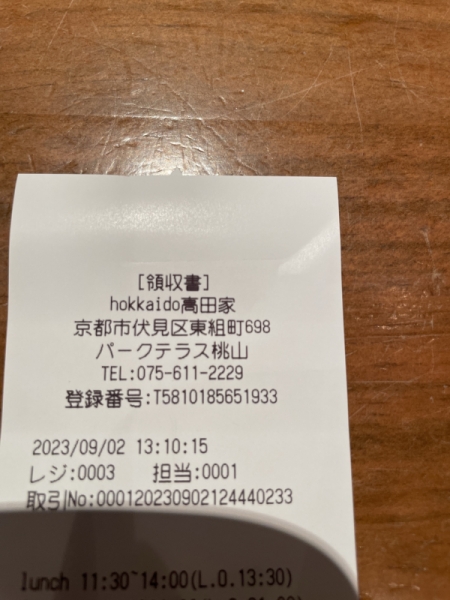 [領収書]
hokkaido高田家
京都市伏見区東組町698
パークテラス桃山
TEL:075-611-2229
登録番号:T5810185651933
2023/09/02 13:10:15
レジ:0003 担当:0001
取引No:000120230902124440233
lunch 11:30~14:00(L.O.13:30)